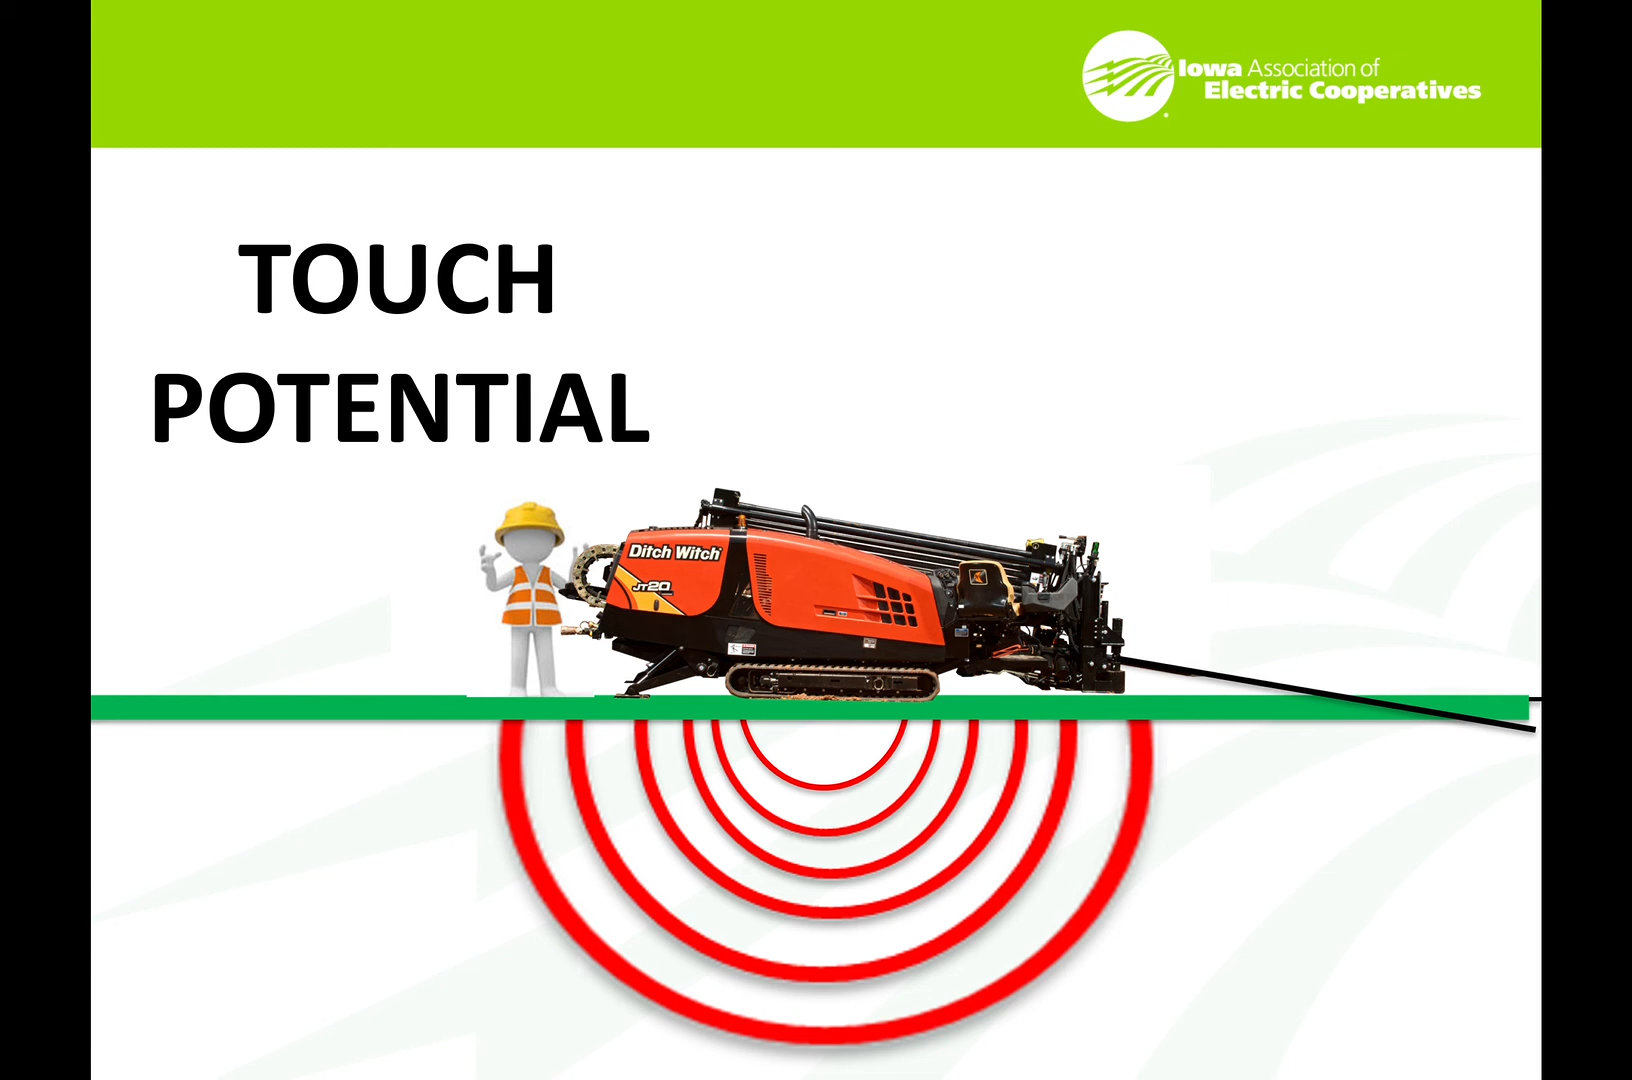 Iowa Association of
Electric Cooperatives
TOUCH
POTENTIAL
Ditch Witch
JT20